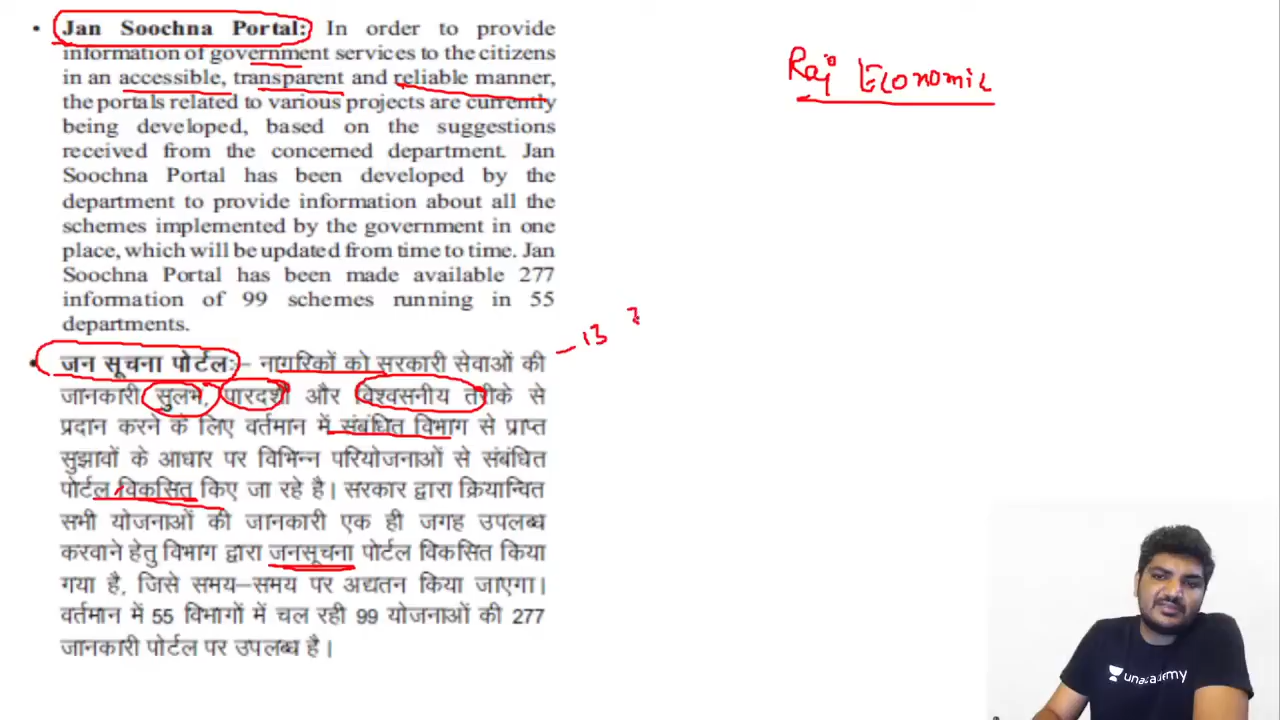 • Jan Soochna Portal: In order to provide
information of government services to the citizens
in an accessible, transparent and reliable manner,
the portals related to various projects are currently
being developed, based on the suggestions
received from the concerned department. Jan
Soochna Portal has been developed by the
department to provide information about all the
schemes implemented by the government in one
place, which will be updated from time to time. Jan
Soochna Portal has been made available 277
information of 99 schemes running in 55
departments.
• जन सूचना पोर्टलः– नागरिकों को सरकारी सेवाओं की
जानकारी सुलभ, पारदर्शी और विश्वसनीय तरीके से
प्रदान करने के लिए वर्तमान में संबंधित विभाग से प्राप्त
सुझावों के आधार पर विभिन्न परियोजनाओं से संबंधित
पोर्टल विकसित किए जा रहे है। सरकार द्वारा क्रियान्वित
सभी योजनाओं की जानकारी एक ही जगह उपलब्ध
करवाने हेतु विभाग द्वारा जनसूचना पोर्टल विकसित किया
गया है, जिसे समय–समय पर अद्यतन किया जाएगा।
वर्तमान में 55 विभागों में चल रही 99 योजनाओं की 277
जानकारी पोर्टल पर उपलब्ध है।
– 13
Raj Economic
unacademy